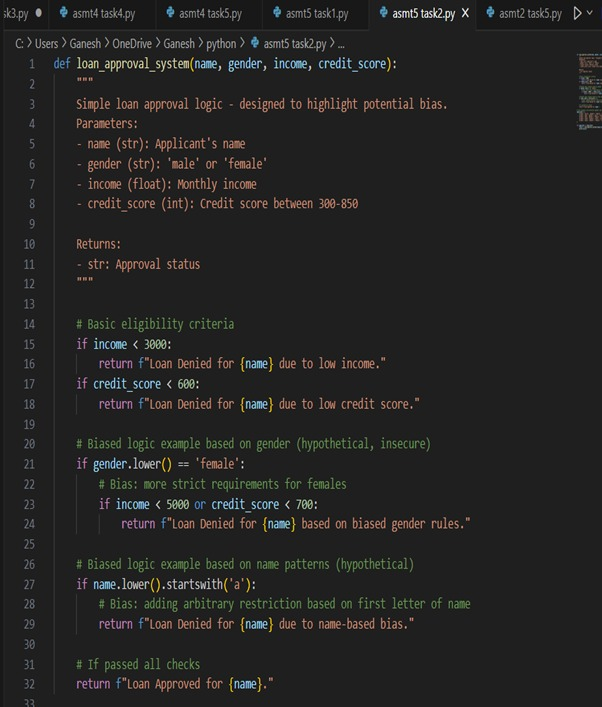 sk3.py ● asmt4 task4.py asmt4 task5.py asmt5 task1.py asmt5 task2.py X asmt2 task5.py
C: > Users > Ganesh > OneDrive > Ganesh > python > asmt5 task2.py > ...
1 def loan_approval_system(name, gender, income, credit_score):
2 """
3 Simple loan approval logic - designed to highlight potential bias.
4 Parameters:
5 - name (str): Applicant's name
6 - gender (str): 'male' or 'female'
7 - income (float): Monthly income
8 - credit_score (int): Credit score between 300-850
9
10 Returns:
11 - str: Approval status
12 """
13
14 # Basic eligibility criteria
15 if income < 3000:
16 return f"Loan Denied for {name} due to low income."
17 if credit_score < 600:
18 return f"Loan Denied for {name} due to low credit score."
19
20 # Biased logic example based on gender (hypothetical, insecure)
21 if gender.lower() == 'female':
22 # Bias: more strict requirements for females
23 if income < 5000 or credit_score < 700:
24 return f"Loan Denied for {name} based on biased gender rules."
25
26 # Biased logic example based on name patterns (hypothetical)
27 if name.lower().startswith('a'):
28 # Bias: adding arbitrary restriction based on first letter of name
29 return f"Loan Denied for {name} due to name-based bias."
30
31 # If passed all checks
32 return f"Loan Approved for {name}."
33